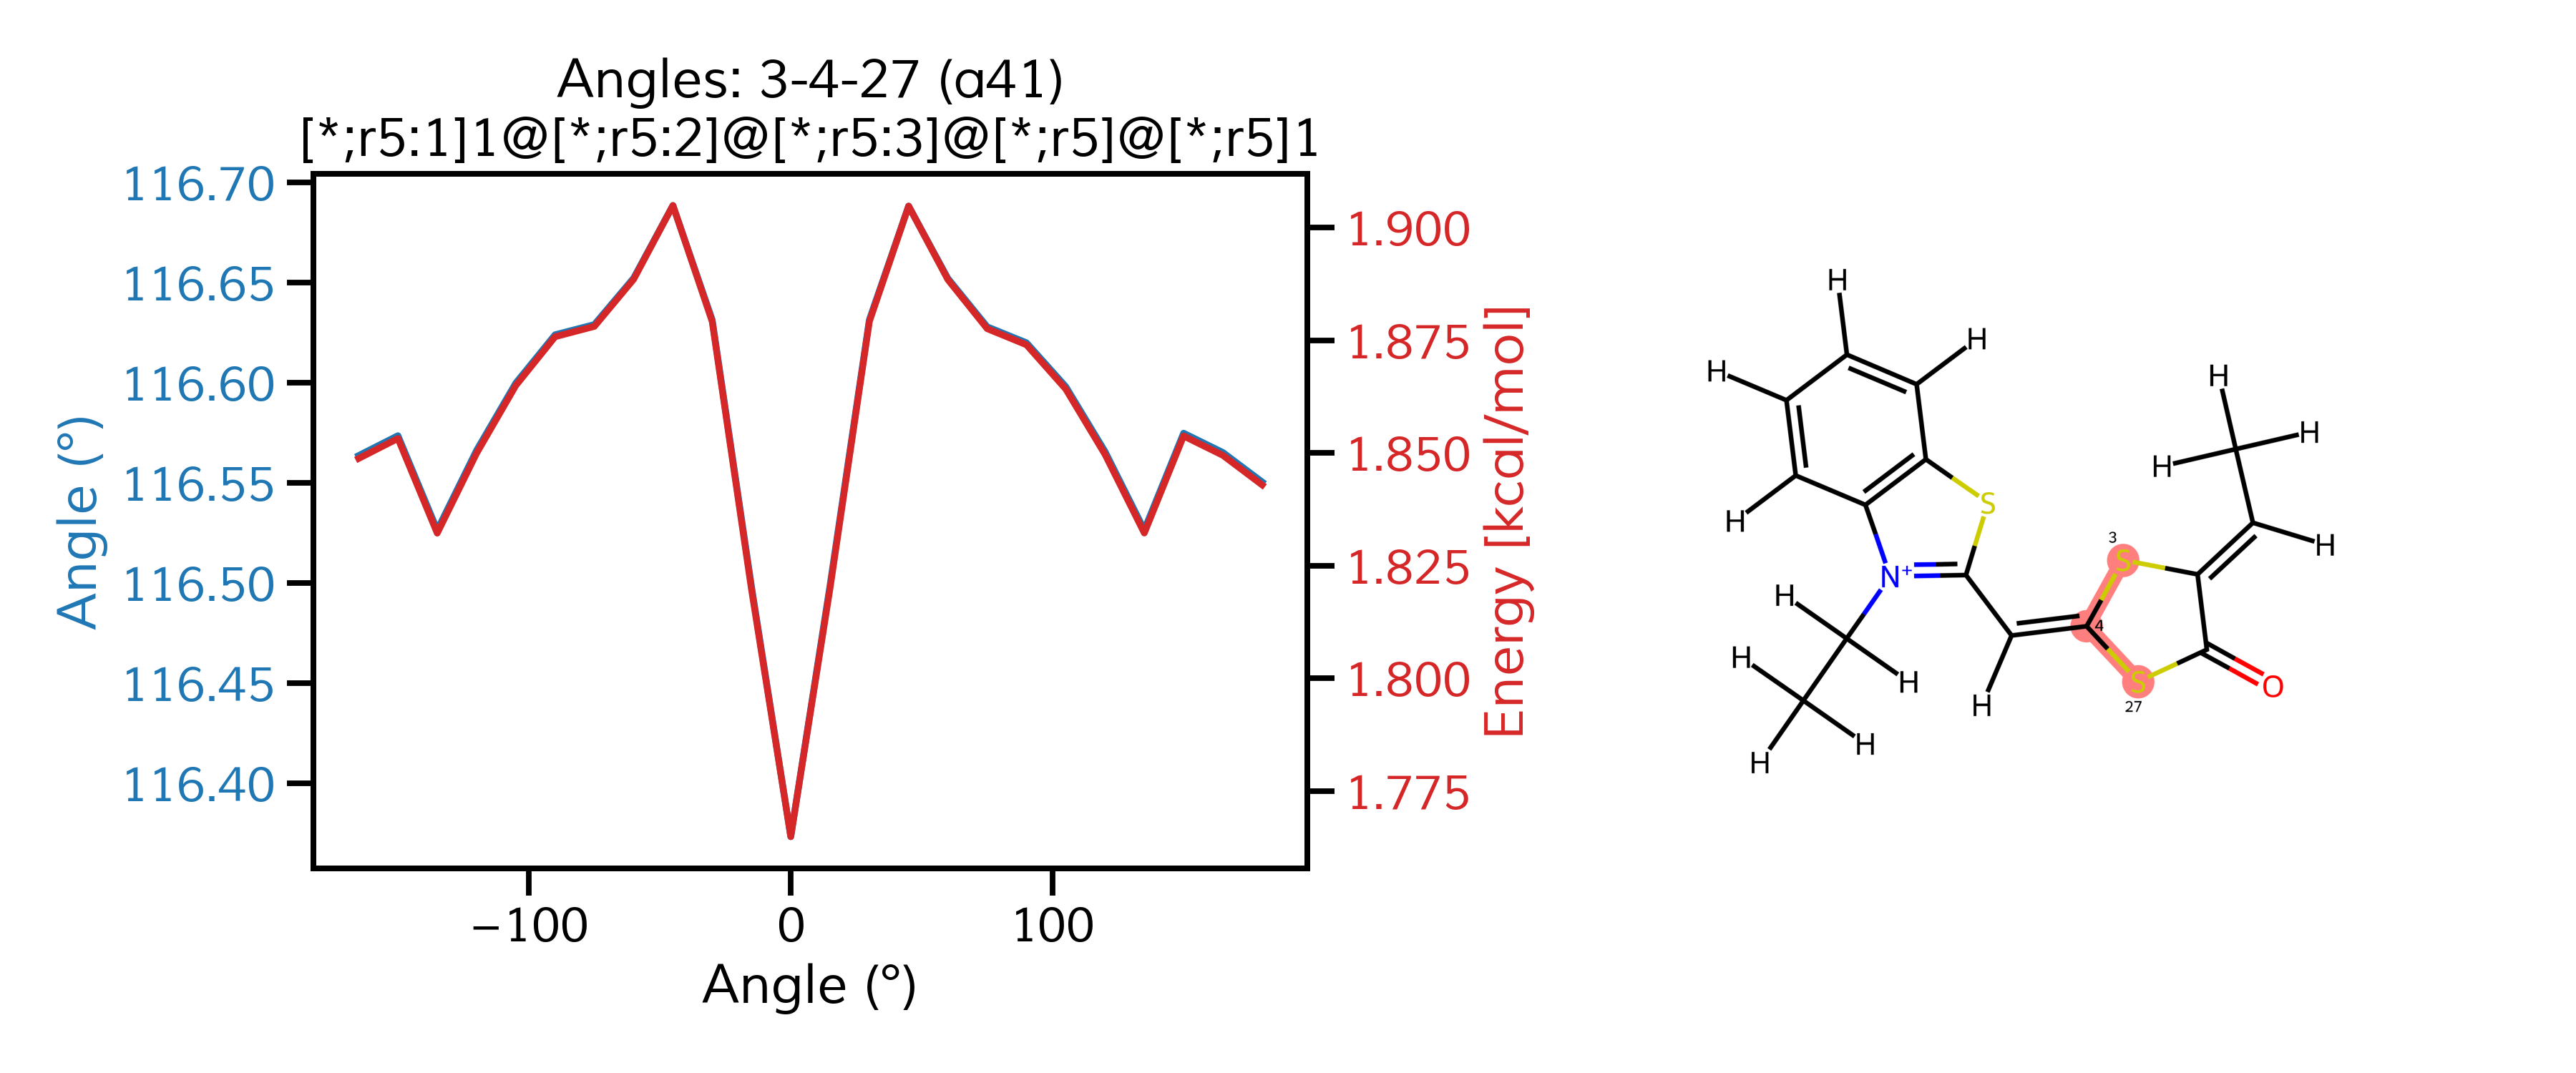 Angles: 3-4-27 (a41)
[*;r5:1]1@[*;r5:2]@[*;r5:3]@[*;r5]@[*;r5]1
116.70
116.65
116.60
116.55
116.50
116.45
116.40
Angle (°)
1.900
1.875
1.850
1.825
1.800
1.775
Energy [kcal/mol]
−100
0
100
Angle (°)
H
H
H
H
H
H
H
S
H
3
S
H
N⁺
H
4
H
S
H
H
O
27
H
H